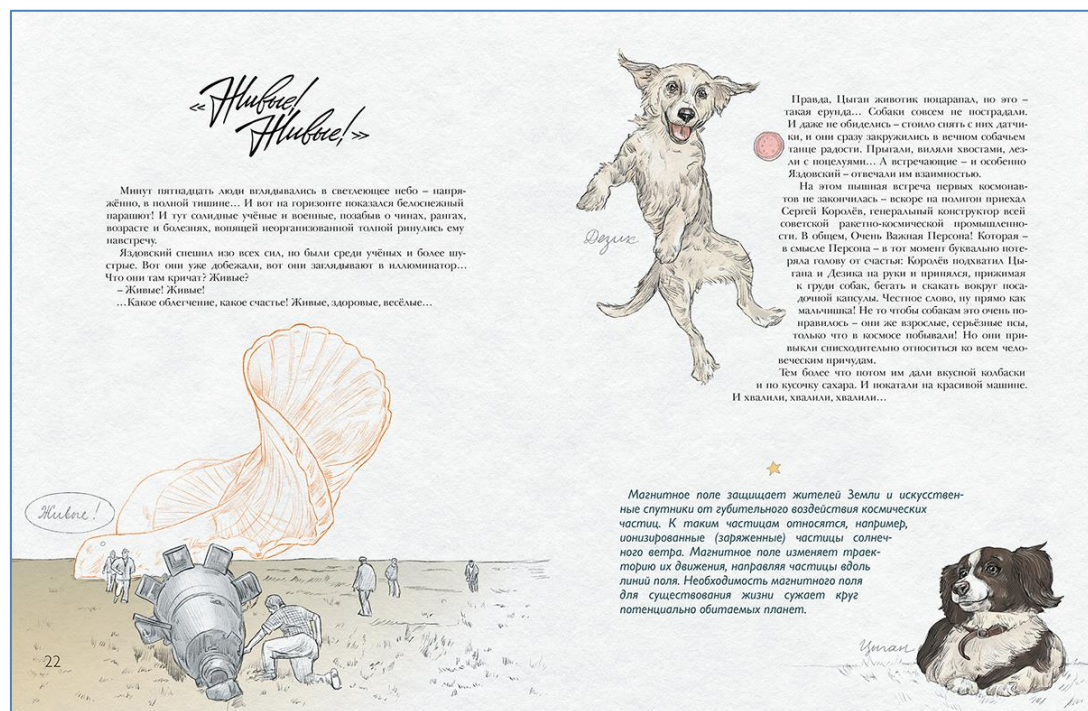 «Живые!
Живые!»
Минут пятнадцать люди вглядывались в светлеющее небо – напря-
жённо, в полной тишине… И вот на горизонте показался белоснежный
парашют! И тут солидные учёные и военные, позабыв о чинах, рангах,
возрасте и болезнях, вопящей неорганизованной толпой ринулись ему
навстречу.
Яздовский спешил изо всех сил, но были среди учёных и более шу-
стрые. Вот они уже добежали, вот они заглядывают в иллюминатор…
Что они там кричат? Живые?
– Живые! Живые!
…Какое облегчение, какое счастье! Живые, здоровые, весёлые…
Живые!
22
Дезик
Правда, Цыган животик поцарапал, но это –
такая ерунда… Собаки совсем не пострадали.
И даже не обиделись – стоило снять с них датчи-
ки, и они сразу закружились в вечном собачьем
танце радости. Прыгали, виляли хвостами, лез-
ли с поцелуями… А встречающие – и особенно
Яздовский – отвечали им взаимностью.
На этом пышная встреча первых космонав-
тов не закончилась – вскоре на полигон приехал
Сергей Королёв, генеральный конструктор всей
советской ракетно-космической промышленно-
сти. В общем, Очень Важная Персона! Которая –
в смысле Персона – в тот момент буквально поте-
ряла голову от счастья: Королёв подхватил Цы-
гана и Дезика на руки и принялся, прижимая
к груди собак, бегать и скакать вокруг поса-
дочной капсулы. Честное слово, ну прямо как
мальчишка! Не то чтобы собакам это очень по-
нравилось – они же взрослые, серьёзные псы,
только что в космосе побывали! Но они при-
выкли снисходительно относиться ко всем чело-
веческим причудам.
Тем более что потом им дали вкусной колбаски
и по кусочку сахара. И покатали на красивой машине.
И хвалили, хвалили, хвалили…
Магнитное поле защищает жителей Земли и искусствен-
ные спутники от губительного воздействия космических
частиц. К таким частицам относятся, например,
ионизированные (заряженные) частицы солнеч-
ного ветра. Магнитное поле изменяет траек-
торию их движения, направляя частицы вдоль
линий поля. Необходимость магнитного поля
для существования жизни сужает круг
потенциально обитаемых планет.
Цыган